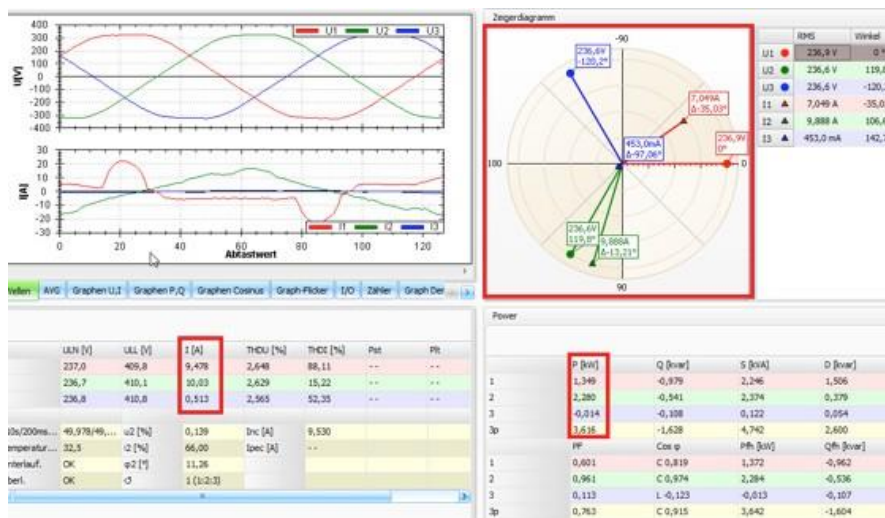 400
300
200
100
0
-100
-200
-300
-400
U[V]
U1 U2 U3
30
20
10
0
-10
-20
-30
I[A]
I1 I2 I3
0 20 40 60 80 100 120
Abtastwert
Wellen AVG Graphen U,I Graphen P,Q Graphen Cosinus Graph-Flicker I/O Zähler Graph Der
Zeigerdiagramm
-90
236,6V
-120,2°
7,049A
Δ-35,03°
453,0mA
Δ-97,06°
236,9V
0°
180
0
236,6V
119,8°
9,888A
Δ-13,21°
90
RMS Winkel
U1 236,9 V 0 °
U2 236,6 V 119,8
U3 236,6 V -120,
I1 7,049 A -35,0
I2 9,888 A 106,6
I3 453,0 mA 142,
ULN [V] ULL [V] I [A] THDU [%] THDI [%] Pst Plt
237,0 409,8 9,478 2,648 88,11 -- --
236,7 410,1 10,03 2,629 15,22 -- --
236,8 409,8 0,513 2,565 52,35 -- --
10s/200ms... 49,978/49,... u2 [%] 0,139 Inc [A] 9,530
emperatur... 32,5 i2 [%] 66,00 Ipec [A] --
nterlauf. OK φ2 [°] 11,26
berl. OK ↺ 1 (1:2:3)
Power
P [kW] Q [kvar] S [kVA] D [kvar]
1 1,349 -0,979 2,246 1,506
2 2,280 -0,541 2,374 0,379
3 -0,014 -0,108 0,122 0,054
3p 3,616 -1,628 4,742 2,600
PF Cos φ Pfh [kW] Qfh [kvar]
1 0,601 C 0,819 1,372 -0,962
2 0,961 C 0,974 2,284 -0,536
3 0,113 L -0,123 -0,013 -0,107
3p 0,763 C 0,915 3,642 -1,604